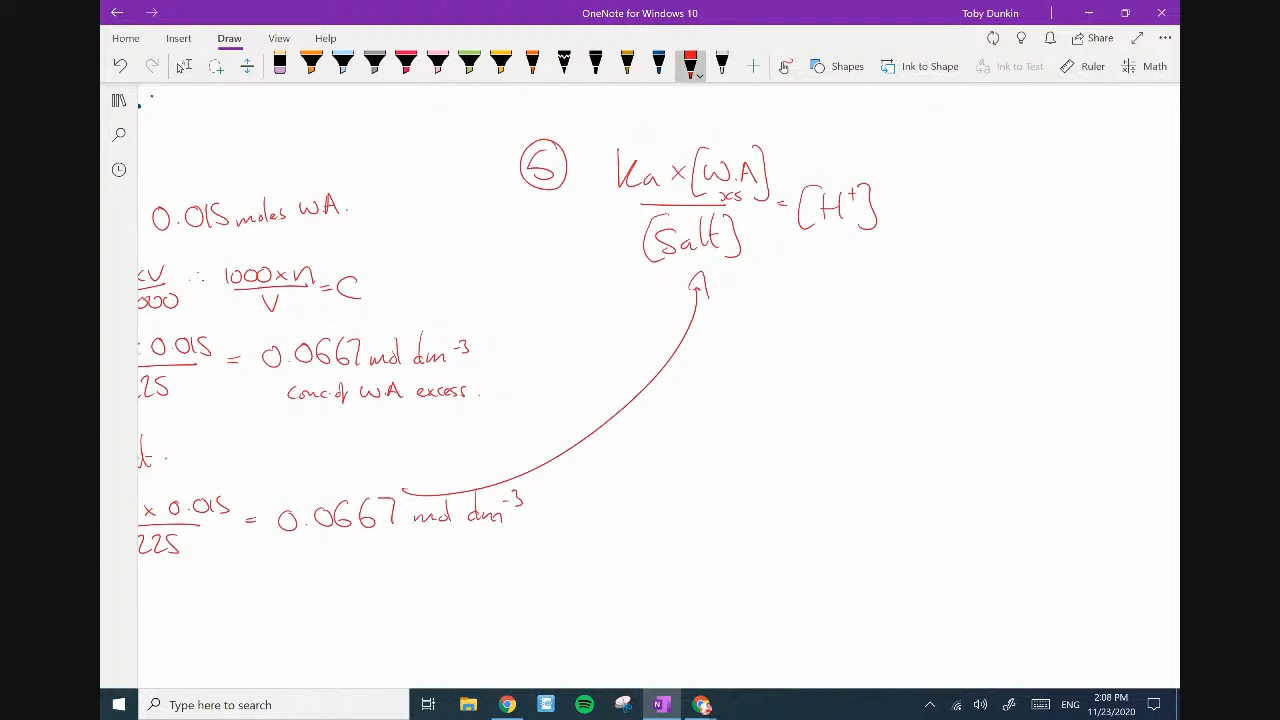 OneNote for Windows 10
Toby Dunkin
Home Insert Draw View Help
Share
Shapes Ink to Shape Ink to Text Ruler Math
0.015 moles W.A.
xV
000 ∴ 1000 x n
V = C
x 0.015
225 = 0.0667 mol dm⁻³
conc. of W.A excess.
lt.
x 0.015
225 = 0.0667 mol dm⁻³
5
Ka x [W.A]
xs
[Salt] = [H⁺]
Type here to search
ENG
2:08 PM
11/23/2020